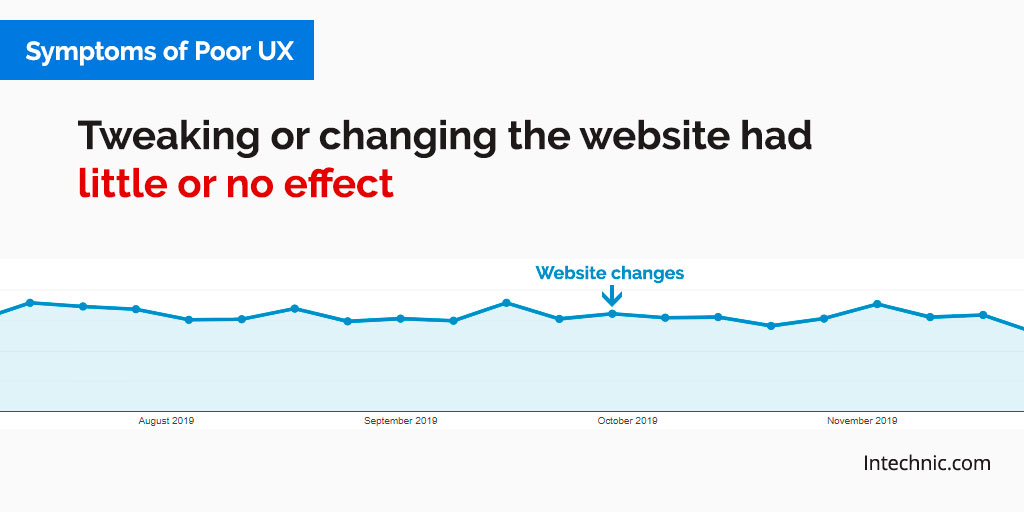 Symptoms of Poor UX
Tweaking or changing the website had
little or no effect
Website changes
August 2019
September 2019
October 2019
November 2019
Intechnic.com